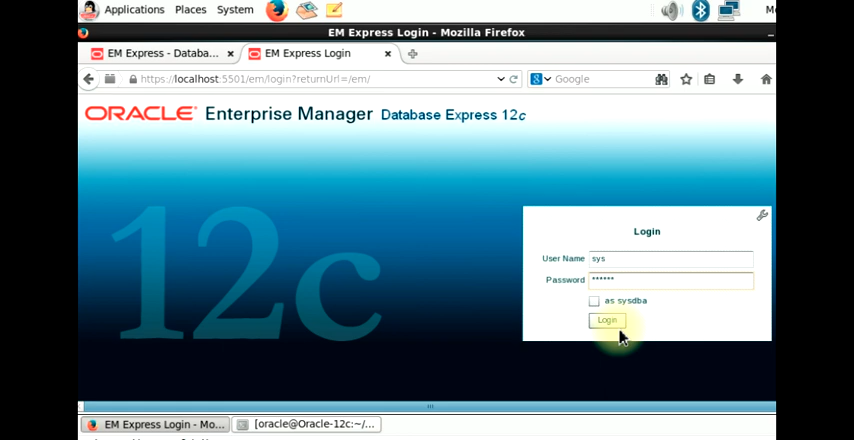 Applications Places System
EM Express Login - Mozilla Firefox
EM Express - Databa... EM Express Login
https://localhost:5501/em/login?returnUrl=/em/ Google
ORACLE Enterprise Manager Database Express 12c
12c
Login
User Name sys
Password ******
as sysdba
Login
EM Express Login - Mo... [oracle@Oracle-12c:~/...